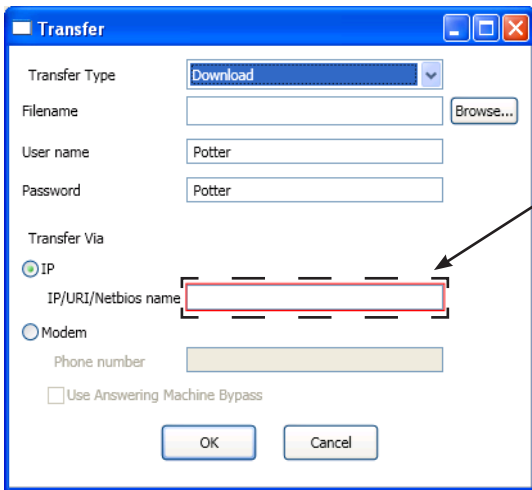 Transfer
Transfer Type Download
Filename Browse...
User name Potter
Password Potter
Transfer Via
IP
IP/URI/Netbios name
Modem
Phone number
Use Answering Machine Bypass
OK Cancel